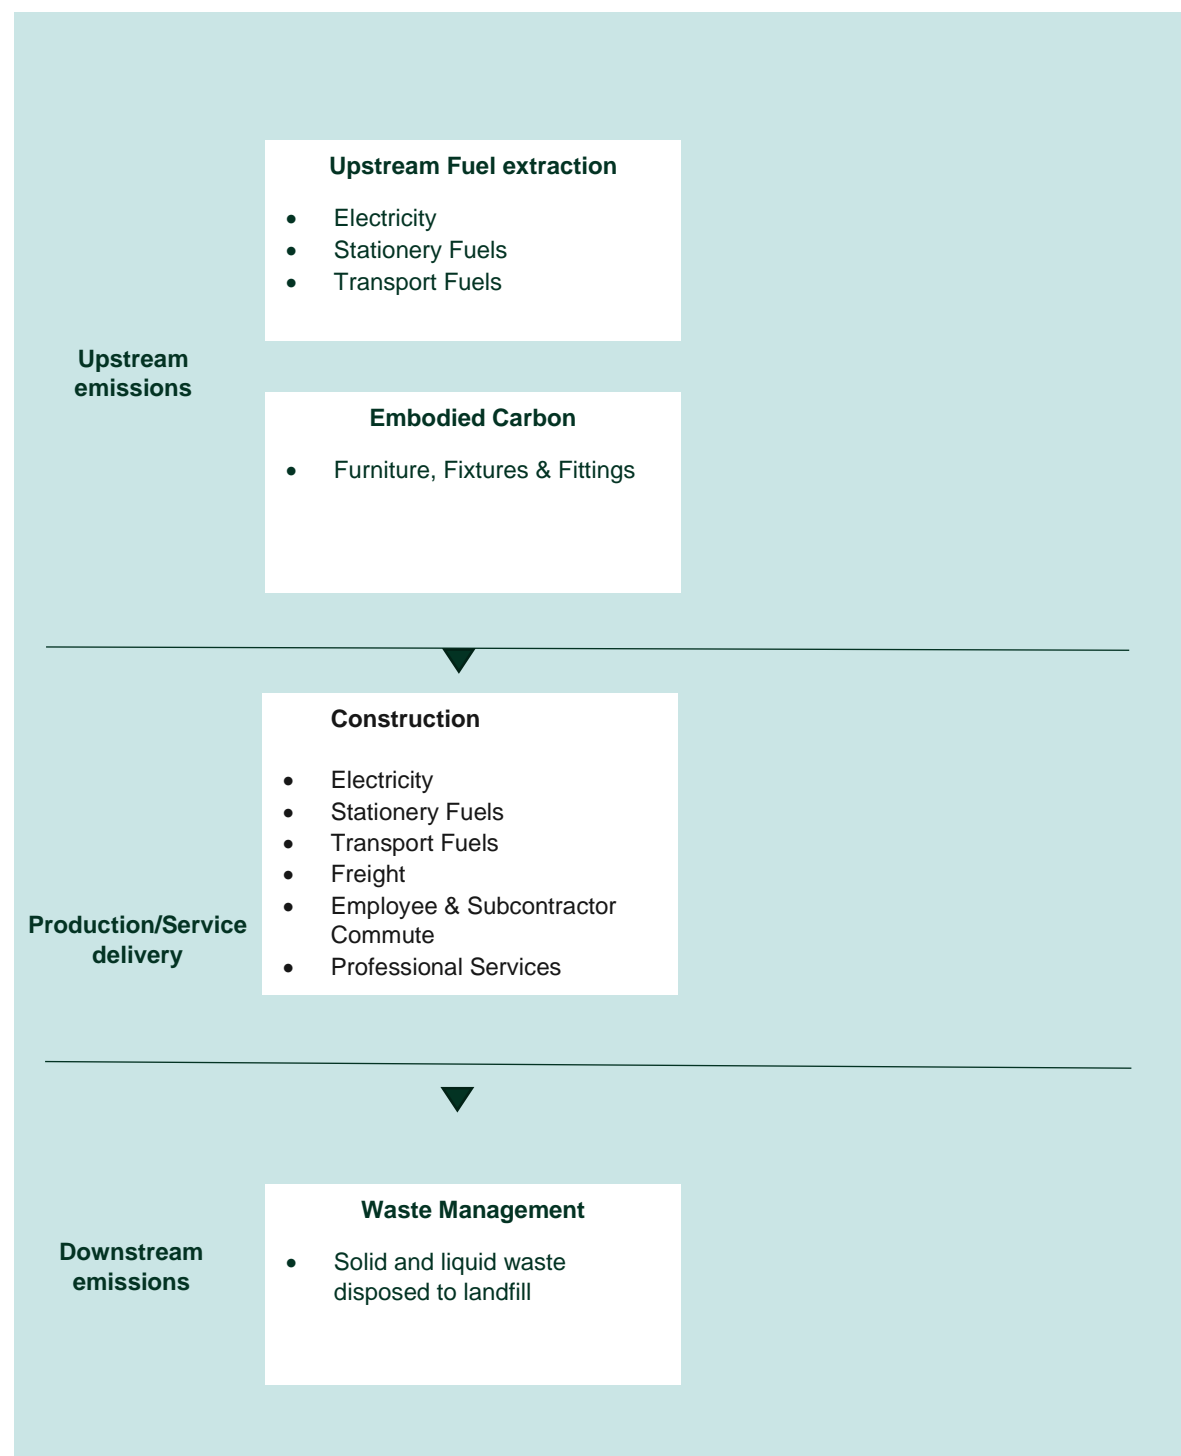 Upstream Fuel extraction
• Electricity
• Stationery Fuels
• Transport Fuels
Upstream
emissions
Embodied Carbon
• Furniture, Fixtures & Fittings
Construction
• Electricity
• Stationery Fuels
• Transport Fuels
• Freight
• Employee & Subcontractor
Commute
• Professional Services
Production/Service
delivery
Waste Management
• Solid and liquid waste
disposed to landfill
Downstream
emissions